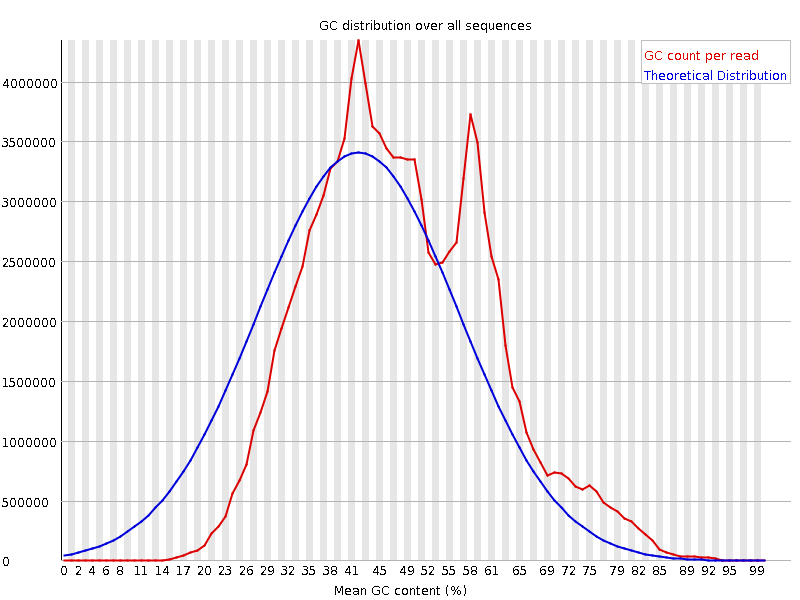 GC distribution over all sequences
GC count per read
Theoretical Distribution
4000000
3500000
3000000
2500000
2000000
1500000
1000000
500000
0
0 2 4 6 8 11 14 17 20 23 26 29 32 35 38 41 45 49 52 55 58 61 65 69 72 75 79 82 85 89 92 95 99
Mean GC content (%)